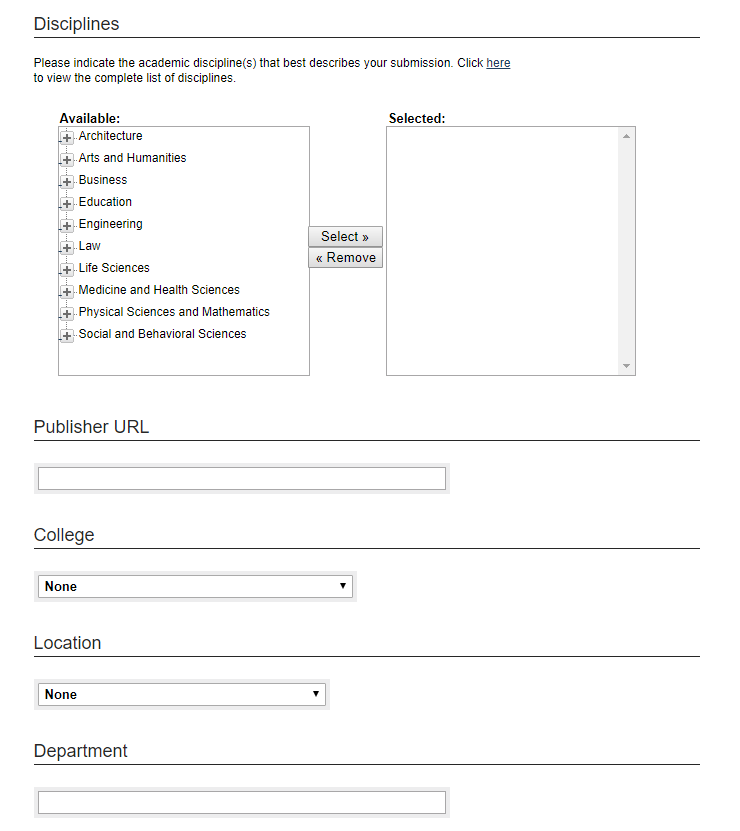 Disciplines
Please indicate the academic discipline(s) that best describes your submission. Click here
to view the complete list of disciplines.
Available:
Selected:
Architecture
Arts and Humanities
Business
Education
Engineering
Law
Life Sciences
Medicine and Health Sciences
Physical Sciences and Mathematics
Social and Behavioral Sciences
Select »
« Remove
Publisher URL
College
None
Location
None
Department